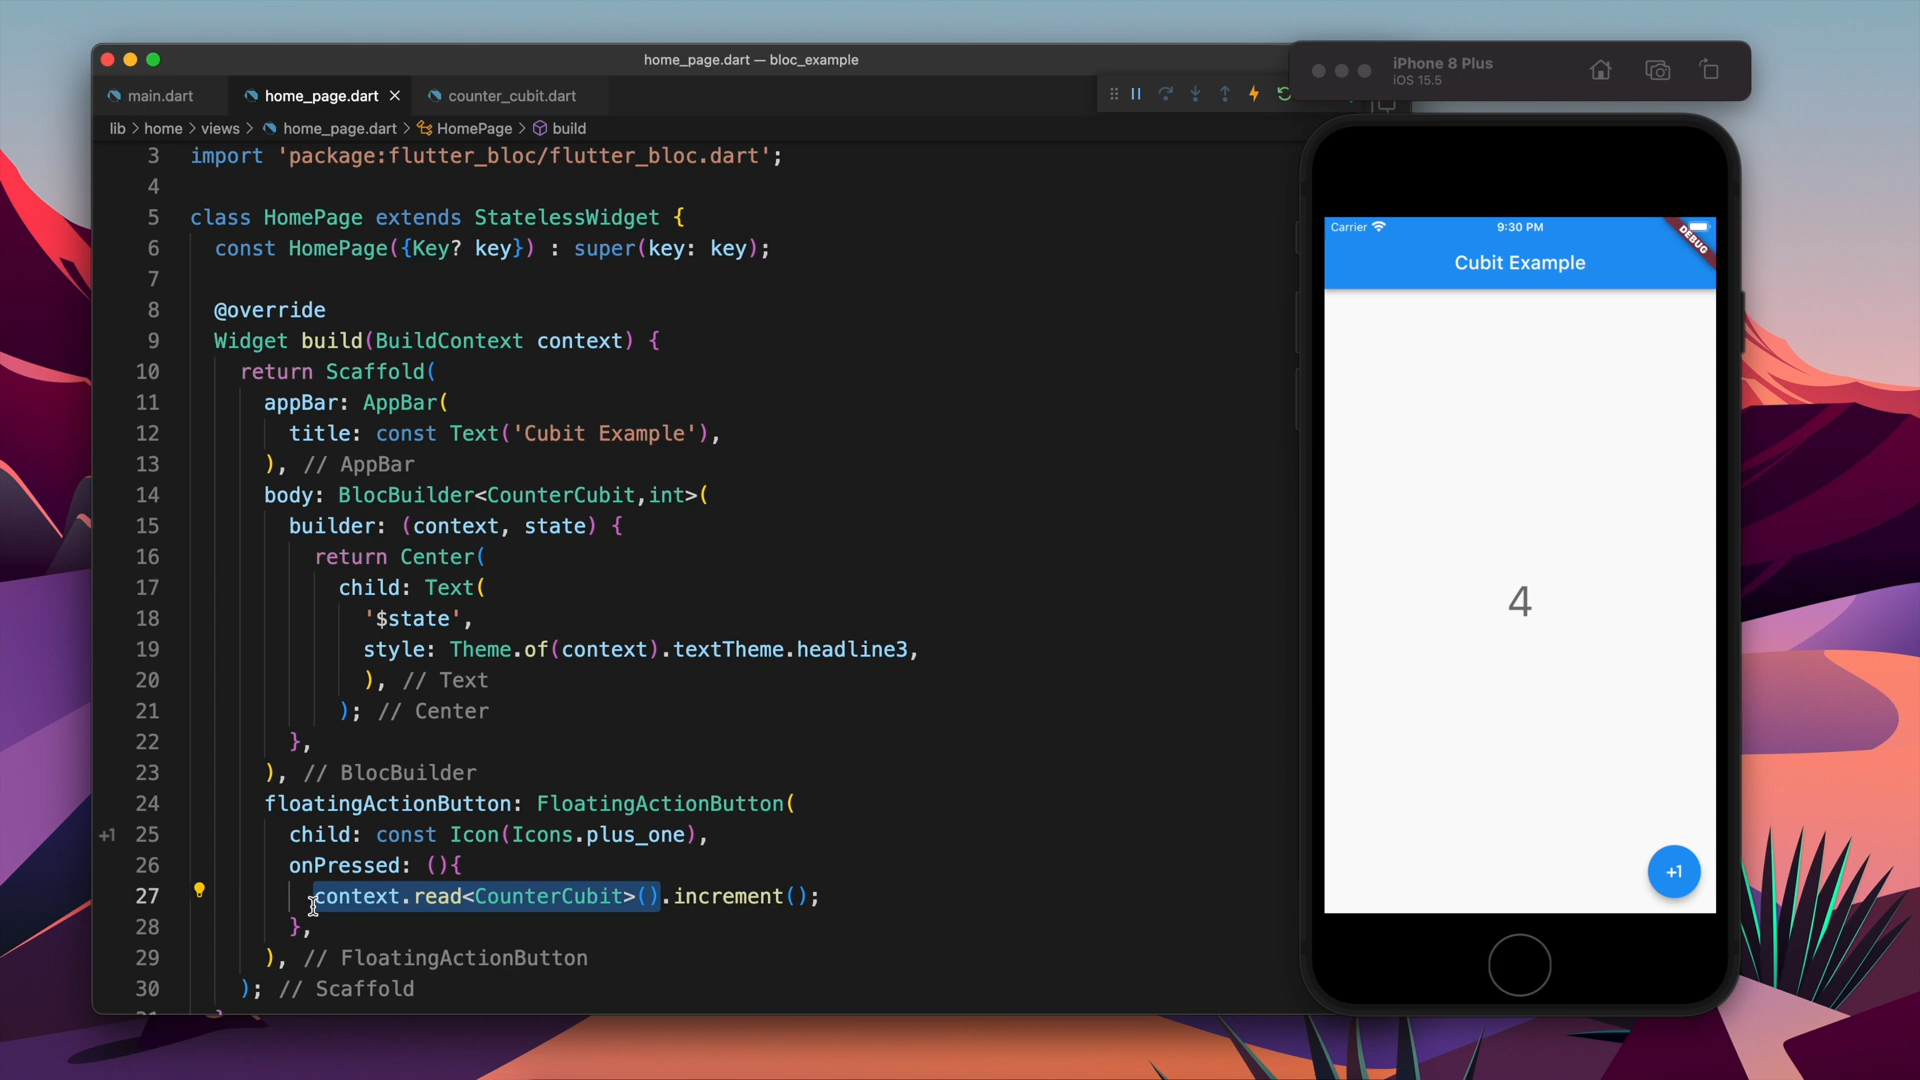 home_page.dart — bloc_example
iPhone 8 Plus
iOS 15.5
main.dart
home_page.dart
counter_cubit.dart
lib > home > views > home_page.dart > HomePage > build
3 import 'package:flutter_bloc/flutter_bloc.dart';
4
5 class HomePage extends StatelessWidget {
6 const HomePage({Key? key}) : super(key: key);
7
8 @override
9 Widget build(BuildContext context) {
10 return Scaffold(
11 appBar: AppBar(
12 title: const Text('Cubit Example'),
13 ), // AppBar
14 body: BlocBuilder<CounterCubit,int>(
15 builder: (context, state) {
16 return Center(
17 child: Text(
18 '$state',
19 style: Theme.of(context).textTheme.headline3,
20 ), // Text
21 ); // Center
22 },
23 ), // BlocBuilder
24 floatingActionButton: FloatingActionButton(
+1 25 child: const Icon(Icons.plus_one),
26 onPressed: (){
27 context.read<CounterCubit>().increment();
28 },
29 ), // FloatingActionButton
30 ); // Scaffold
Carrier
9:30 PM
DEBUG
Cubit Example
4
+1